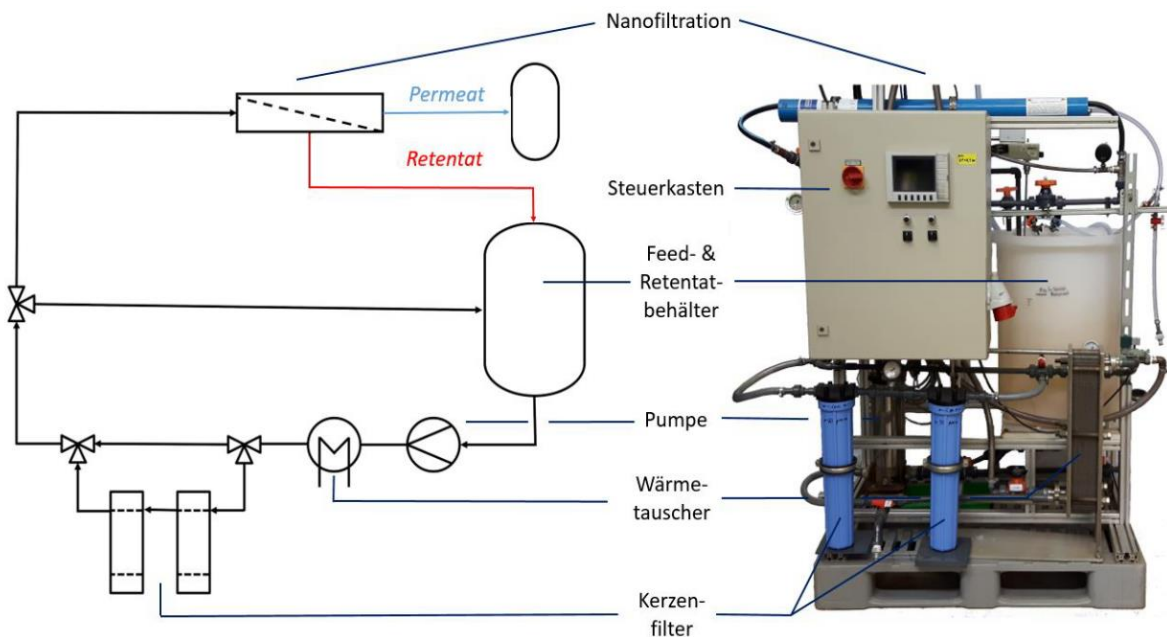 Nanofiltration
Permeat
Retentat
Steuerkasten
Feed- &
Retentat-
behälter
Pumpe
Wärme-
tauscher
Kerzen-
filter